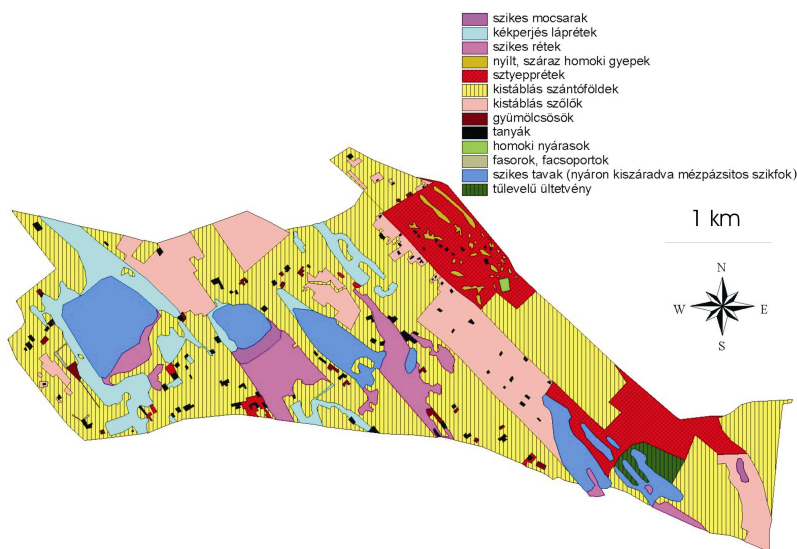 szikes mocsarak
kékperjés láprétek
szikes rétek
nyílt, száraz homoki gyepek
sztyepprétek
kistáblás szántóföldek
kistáblás szőlők
gyümölcsösök
tanyák
homoki nyárasok
fasorok, facsoportok
szikes tavak (nyáron kiszáradva mézpázsitos szikfok)
tűlevelű ültetvény
1 km
N
W E
S